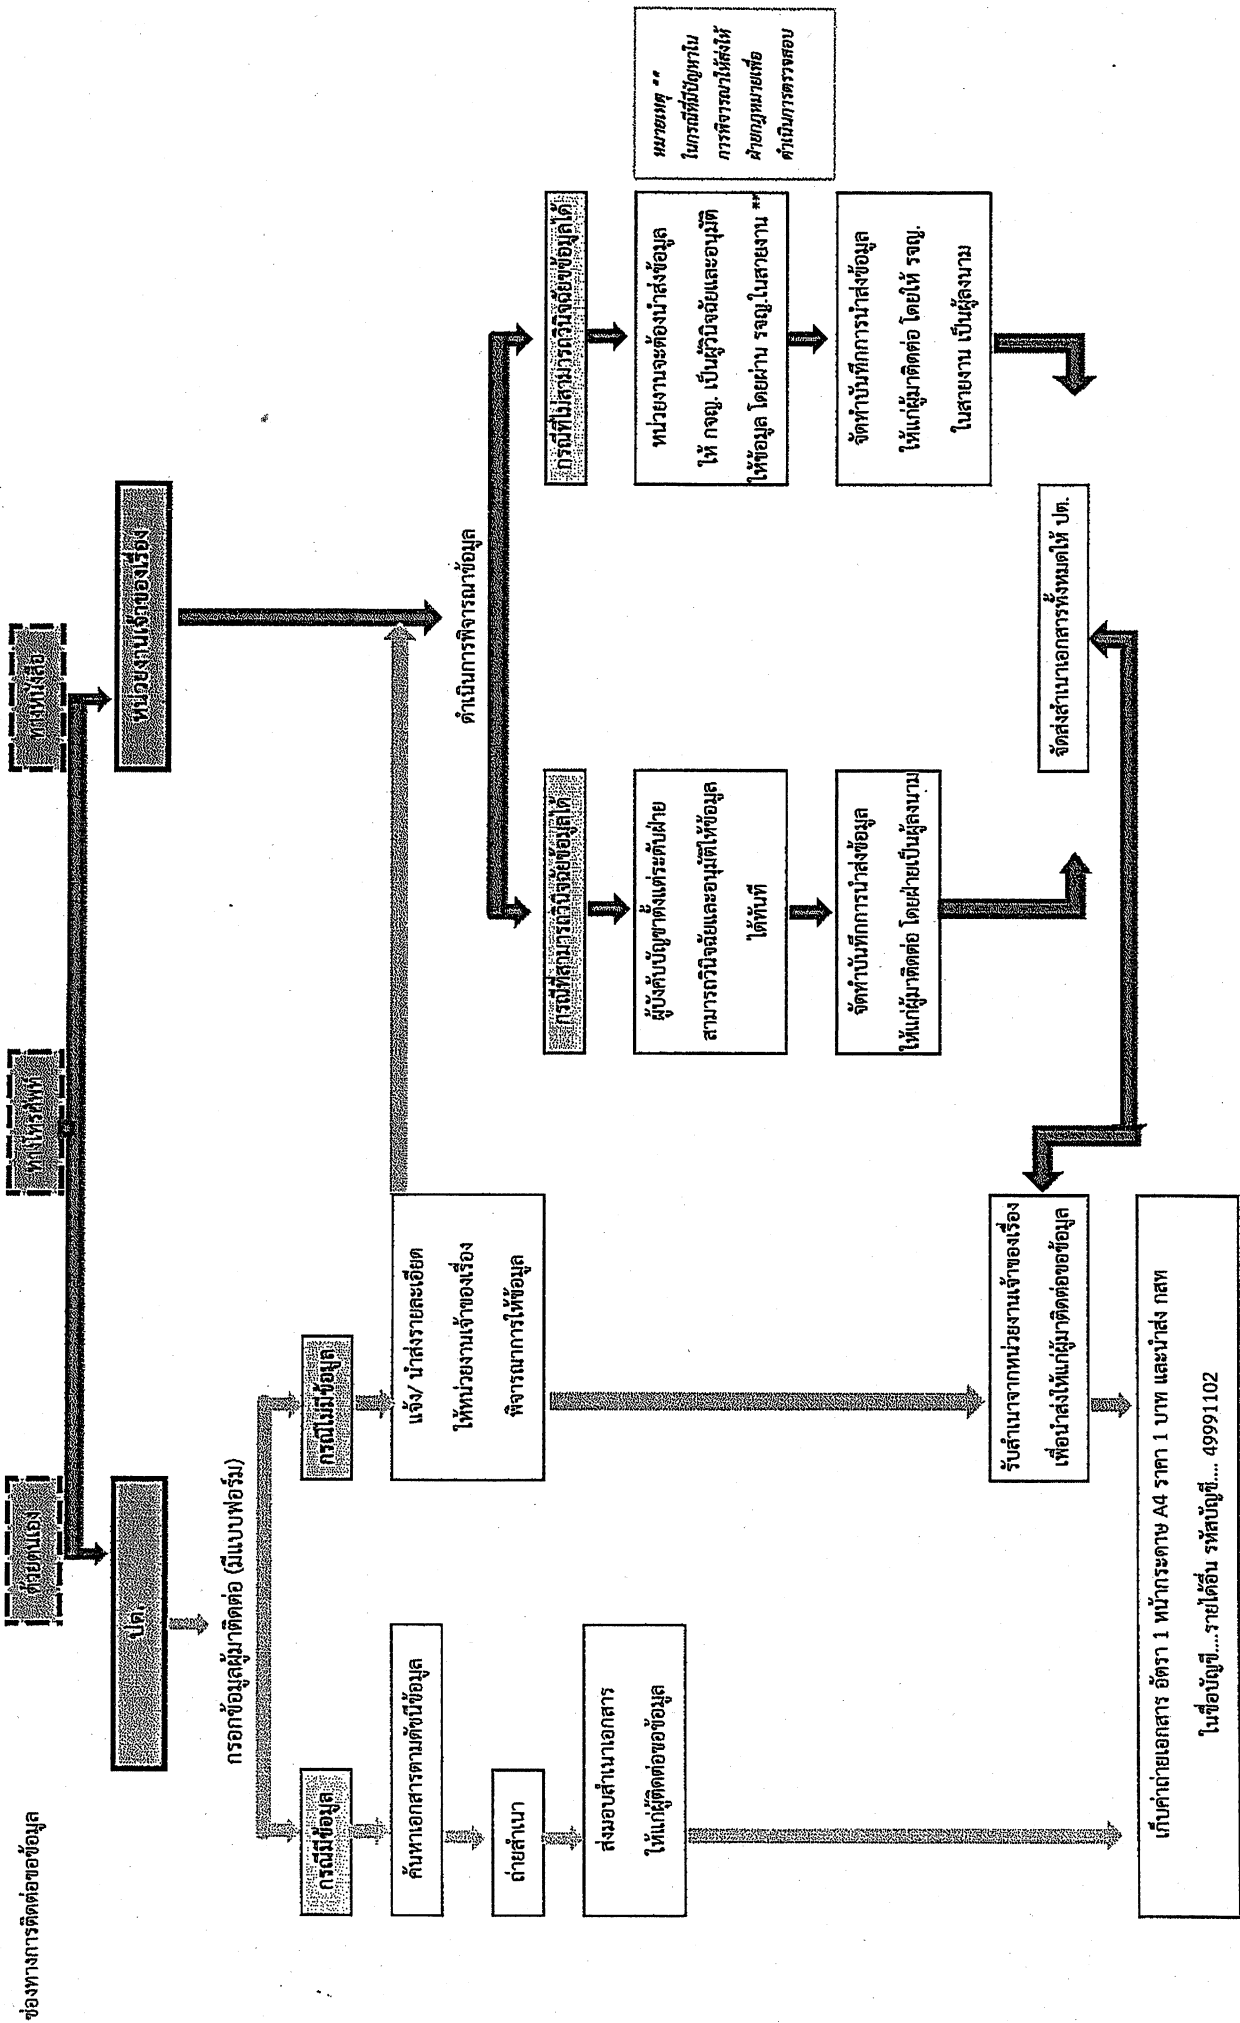 ช่องทางการติดต่อขอข้อมูล
ด้วยตนเอง
ทางโทรศัพท์
ทางหนังสือ
ปต.
หน่วยงานเจ้าของเรื่อง
กรอกข้อมูลผู้มาติดต่อ (มีแบบฟอร์ม)
กรณีมีข้อมูล
ค้นหาเอกสารตามดัชนีข้อมูล
ถ่ายสำเนา
ส่งมอบสำเนาเอกสาร
ให้แก่ผู้ติดต่อขอข้อมูล
กรณีไม่มีข้อมูล
แจ้ง/ นำส่งรายละเอียด
ให้หน่วยงานเจ้าของเรื่อง
พิจารณาการให้ข้อมูล
ดำเนินการพิจารณาข้อมูล
กรณีที่สามารถวินิจฉัยข้อมูลได้
ผู้บังคับบัญชาตั้งแต่ระดับฝ่าย
สามารถวินิจฉัยและอนุมัติให้ข้อมูล
ได้ทันที
จัดทำบันทึกการนำส่งข้อมูล
ให้แก่ผู้มาติดต่อ โดยฝ่ายเป็นผู้ลงนาม
กรณีที่ไม่สามารถวินิจฉัยขข้อมูลได้
หน่วยงานจะต้องนำส่งข้อมูล
ให้ กจญ. เป็นผู้วินิจฉัยและอนุมัติ
ให้ข้อมูล โดยผ่าน รจญ.ในสายงาน **
จัดทำบันทึกการนำส่งข้อมูล
ให้แก่ผู้มาติดต่อ โดยให้ รจญ.
ในสายงาน เป็นผู้ลงนาม
หมายเหตุ **
ในกรณีที่มีปัญหาใน
การพิจารณาให้ส่งให้
ฝ่ายกฎหมายเพื่อ
ดำเนินการตรวจสอบ
จัดส่งสำเนาเอกสารทั้งหมดให้ ปต.
รับสำเนาจากหน่วยงานเจ้าของเรื่อง
เพื่อนำส่งให้แก่ผู้มาติดต่อขอข้อมูล
เก็บค่าถ่ายเอกสาร อัตรา 1 หน้ากระดาษ A4 ราคา 1 บาท และนำส่ง กสท
ในชื่อบัญชี....รายได้อื่น รหัสบัญชี.... 49991102